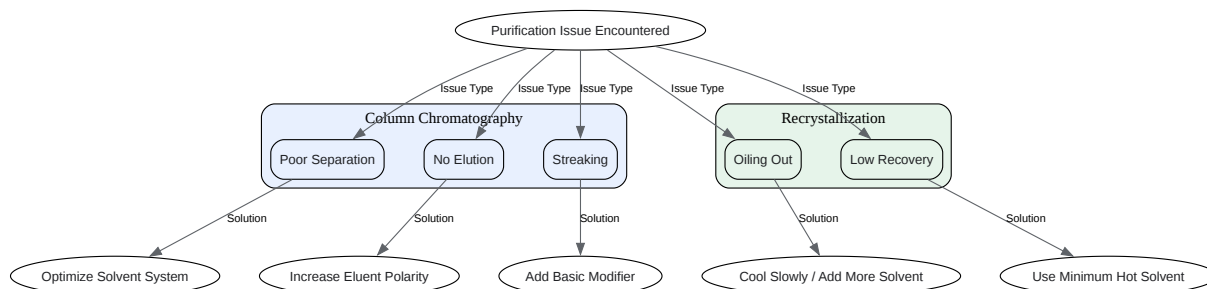 Purification Issue Encountered
Issue Type
Issue Type
Issue Type
Issue Type
Issue Type
Column Chromatography
Recrystallization
Poor Separation
No Elution
Streaking
Oiling Out
Low Recovery
Solution
Solution
Solution
Solution
Solution
Optimize Solvent System
Increase Eluent Polarity
Add Basic Modifier
Cool Slowly / Add More Solvent
Use Minimum Hot Solvent